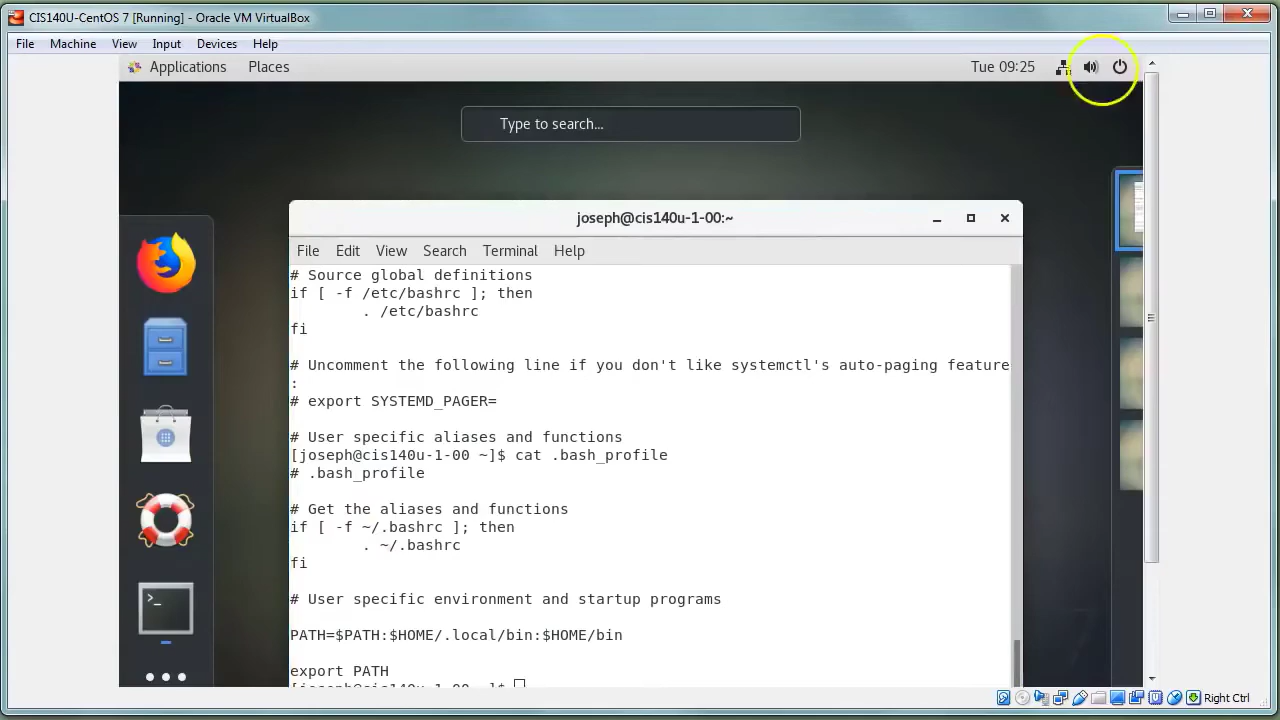 CIS140U-CentOS 7 [Running] - Oracle VM VirtualBox
File Machine View Input Devices Help
Applications Places Tue 09:25
Type to search...
joseph@cis140u-1-00:~
File Edit View Search Terminal Help
# Source global definitions
if [ -f /etc/bashrc ]; then
        . /etc/bashrc
fi
# Uncomment the following line if you don't like systemctl's auto-paging feature
:
# export SYSTEMD_PAGER=
# User specific aliases and functions
[joseph@cis140u-1-00 ~]$ cat .bash_profile
# .bash_profile
# Get the aliases and functions
if [ -f ~/.bashrc ]; then
        . ~/.bashrc
fi
# User specific environment and startup programs
PATH=$PATH:$HOME/.local/bin:$HOME/bin
export PATH
[joseph@cis140u-1-00 ~]$
Right Ctrl